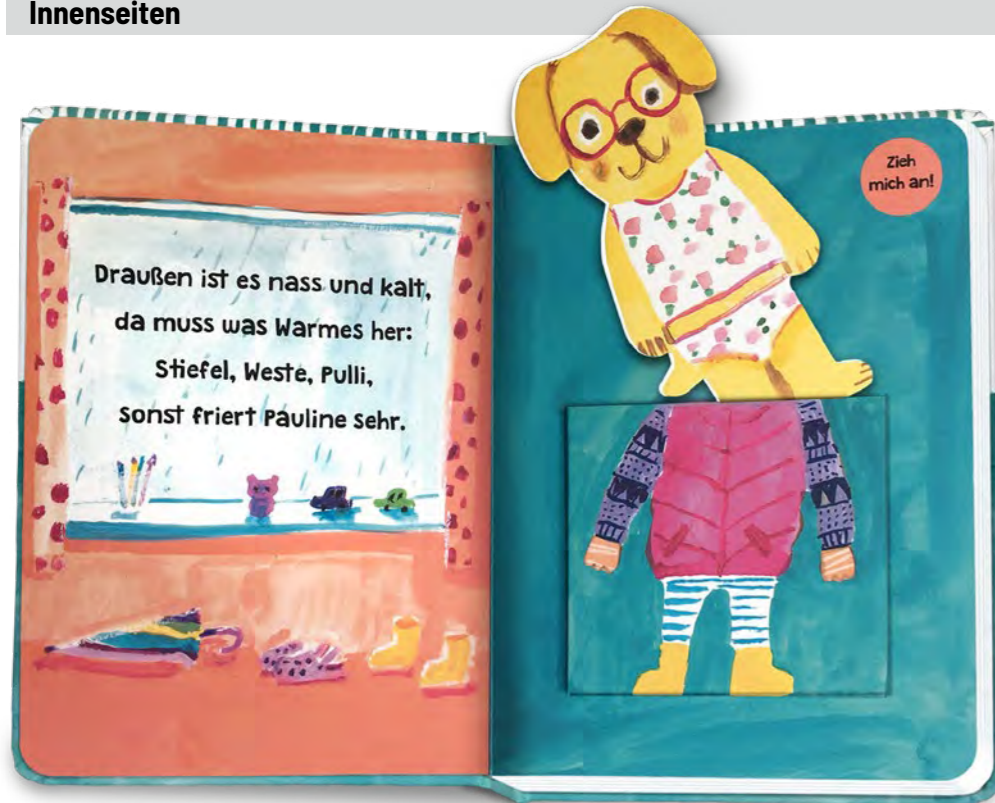 Innenseiten
Draußen ist es nass und kalt,
da muss was Warmes her:
Stiefel, Weste, Pulli,
sonst friert Pauline sehr.
Zieh
mich an!